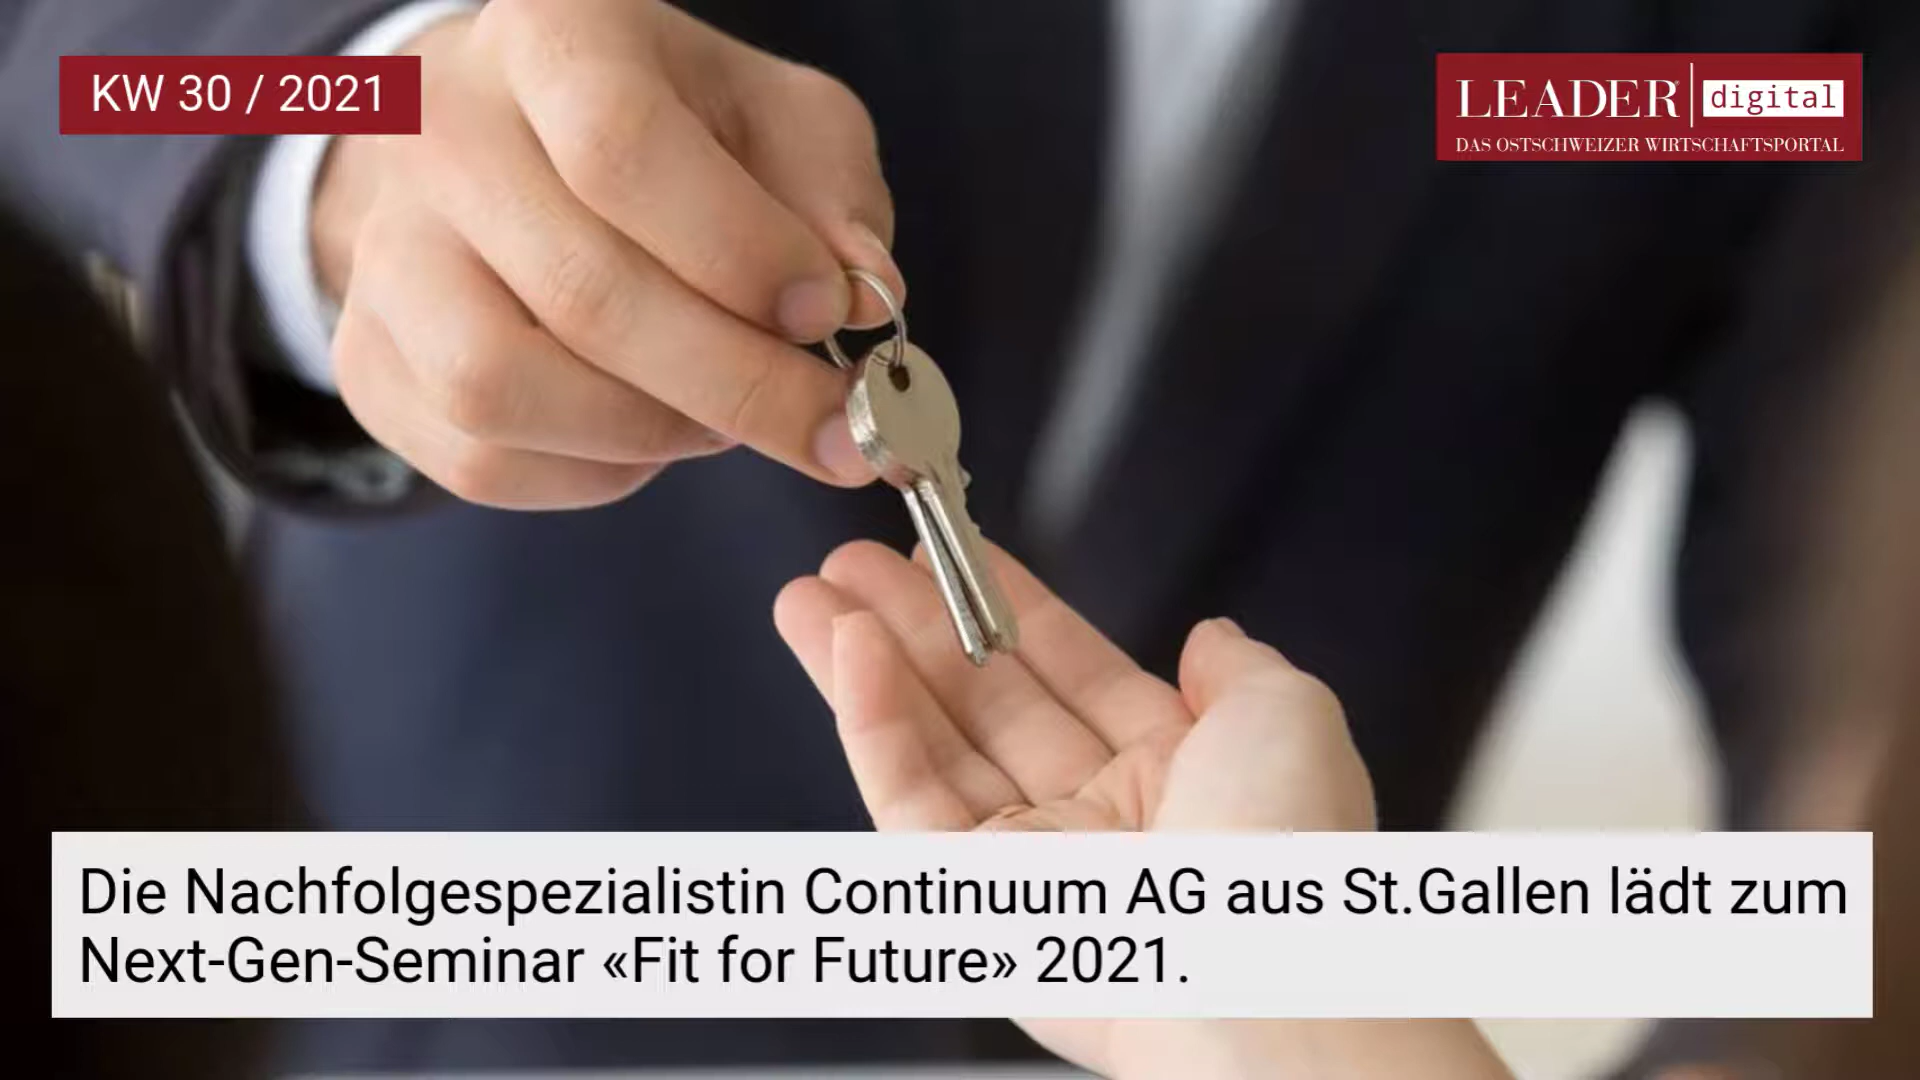 KW 30 / 2021
LEADER digital
DAS OSTSCHWEIZER WIRTSCHAFTSPORTAL
Die Nachfolgespezialistin Continuum AG aus St.Gallen lädt zum
Next-Gen-Seminar «Fit for Future» 2021.